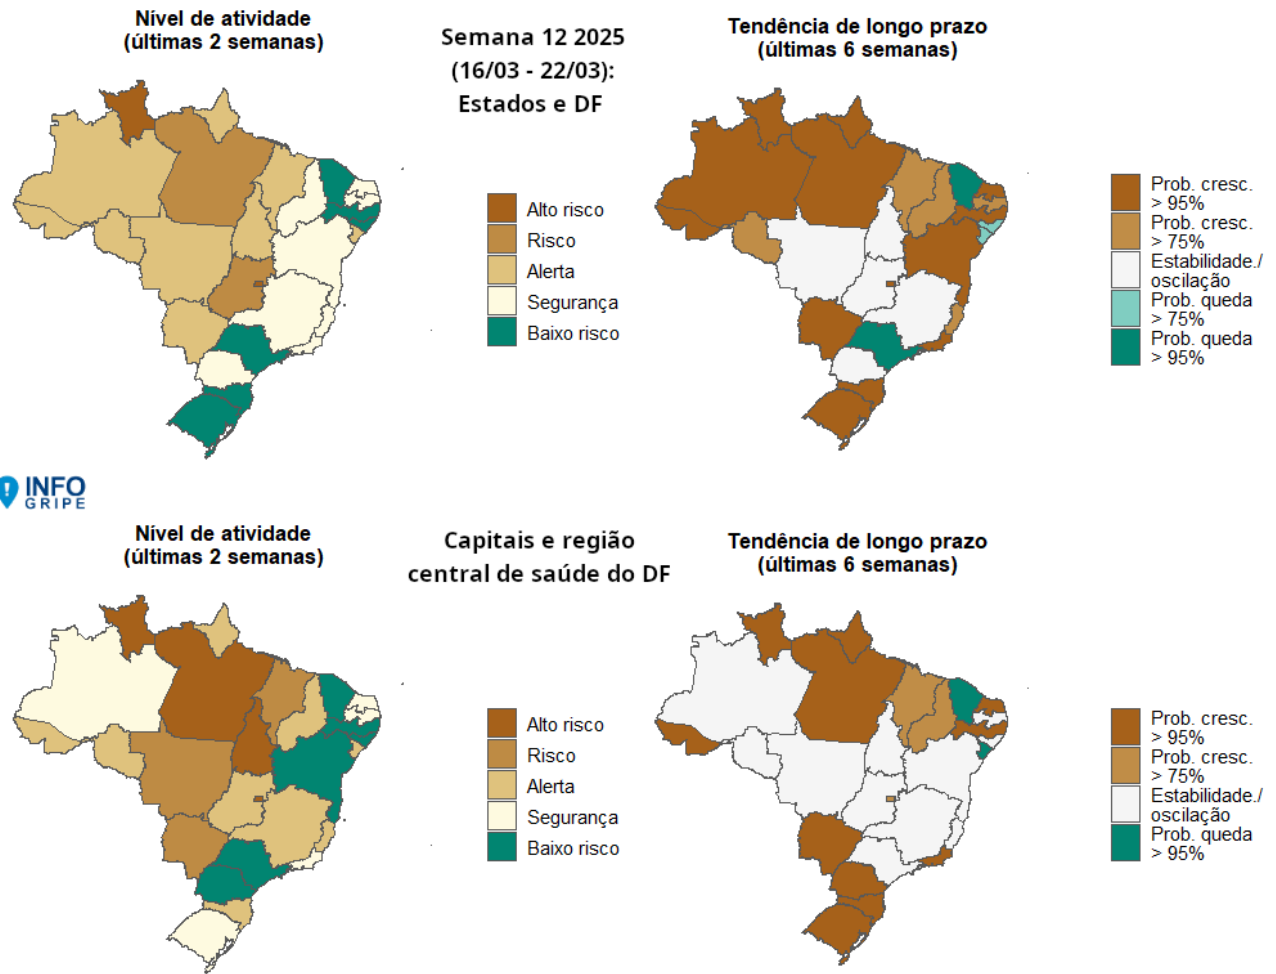 Nível de atividade
(últimas 2 semanas)
Semana 12 2025
(16/03 - 22/03):
Estados e DF
Tendência de longo prazo
(últimas 6 semanas)
Alto risco
Risco
Alerta
Segurança
Baixo risco
Prob. cresc.
> 95%
Prob. cresc.
> 75%
Estabilidade./
oscilação
Prob. queda
> 75%
Prob. queda
> 95%
INFO
GRIPE
Nível de atividade
(últimas 2 semanas)
Capitais e região
central de saúde do DF
Tendência de longo prazo
(últimas 6 semanas)
Alto risco
Risco
Alerta
Segurança
Baixo risco
Prob. cresc.
> 95%
Prob. cresc.
> 75%
Estabilidade./
oscilação
Prob. queda
> 95%